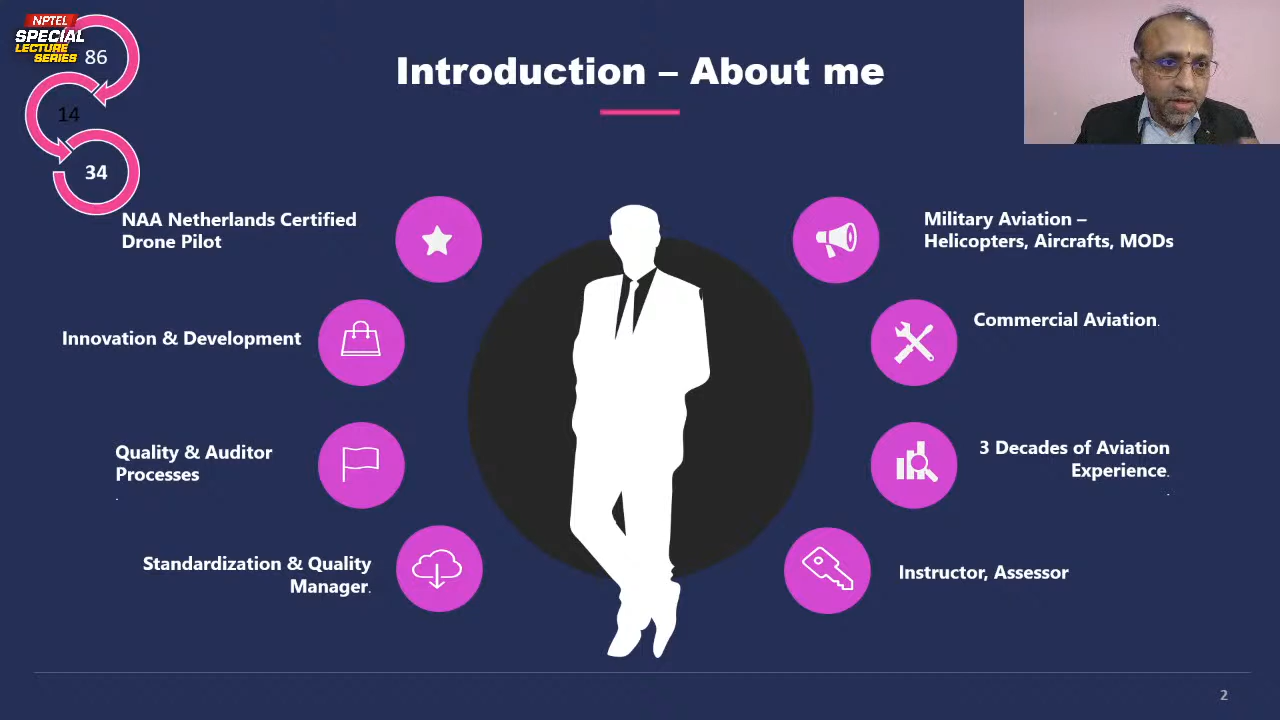 NPTEL
SPECIAL
LECTURE
SERIES
86
14
34
Introduction – About me
NAA Netherlands Certified
Drone Pilot
Innovation & Development
Quality & Auditor
Processes
.
Standardization & Quality
Manager.
Military Aviation –
Helicopters, Aircrafts, MODs
Commercial Aviation.
3 Decades of Aviation
Experience.
.
Instructor, Assessor
2